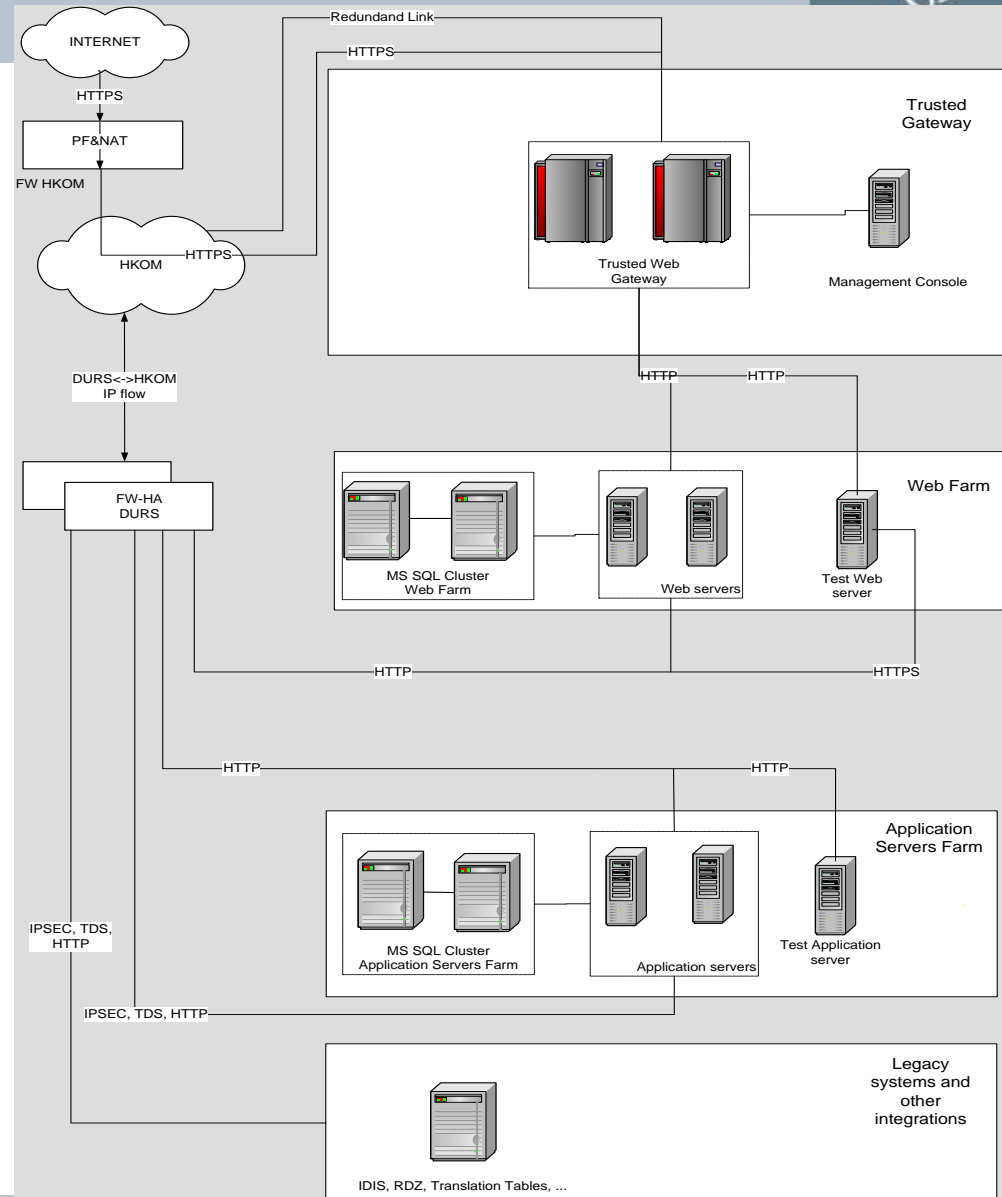 Redundand Link
INTERNET
HTTPS
HTTPS
PF&NAT
FW HKOM
HTTPS
HKOM
Trusted
Gateway
Trusted Web
Gateway
Management Console
DURS<->HKOM
IP flow
HTTP
HTTP
FW-HA
DURS
Web Farm
MS SQL Cluster
Web Farm
Web servers
Test Web
server
HTTP
HTTPS
HTTP
HTTP
Application
Servers Farm
MS SQL Cluster
Application Servers Farm
Application servers
Test Application
server
IPSEC, TDS,
HTTP
IPSEC, TDS, HTTP
Legacy
systems and
other
integrations
IDIS, RDZ, Translation Tables, ...